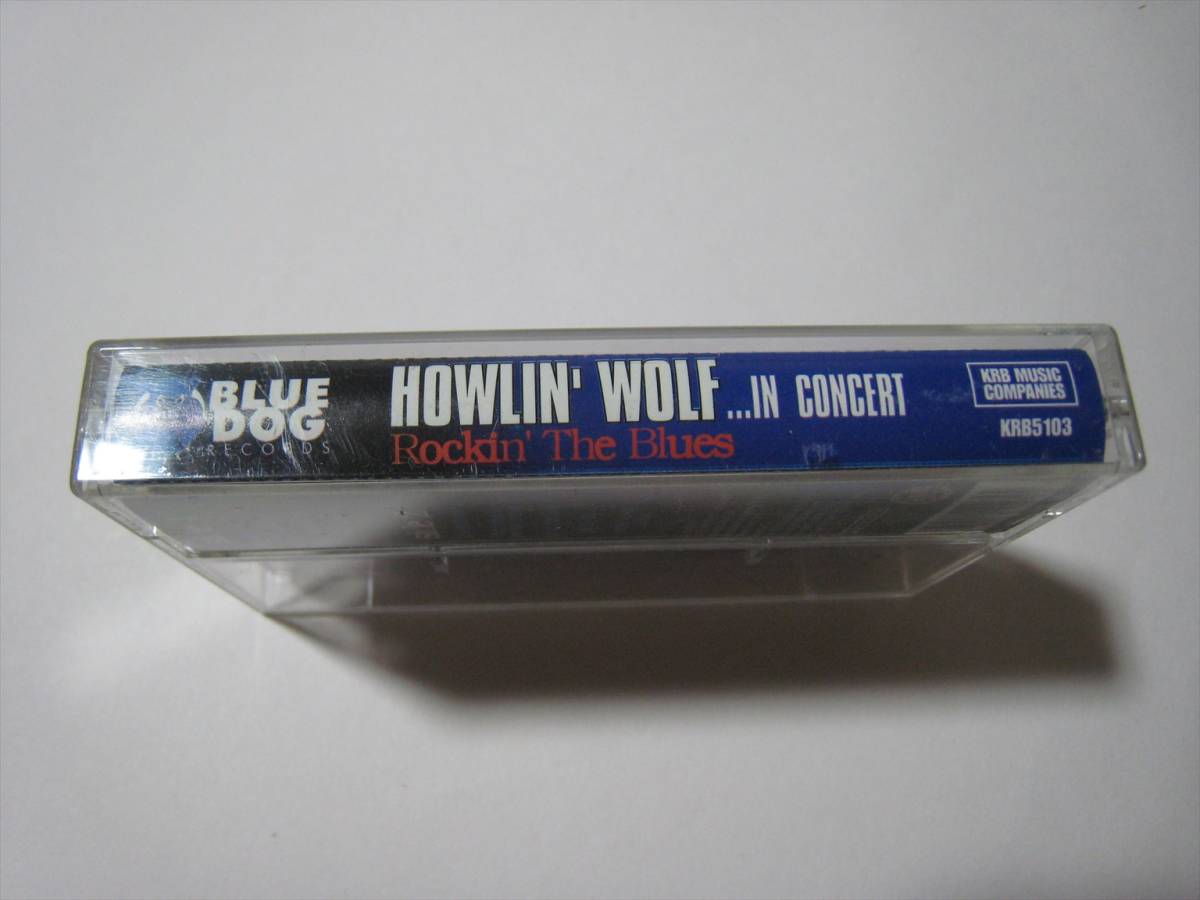 BLUE
DOG
RECORDS
HOWLIN' WOLF ...IN CONCERT
Rockin' The Blues
KRB MUSIC
COMPANIES
KRB5103